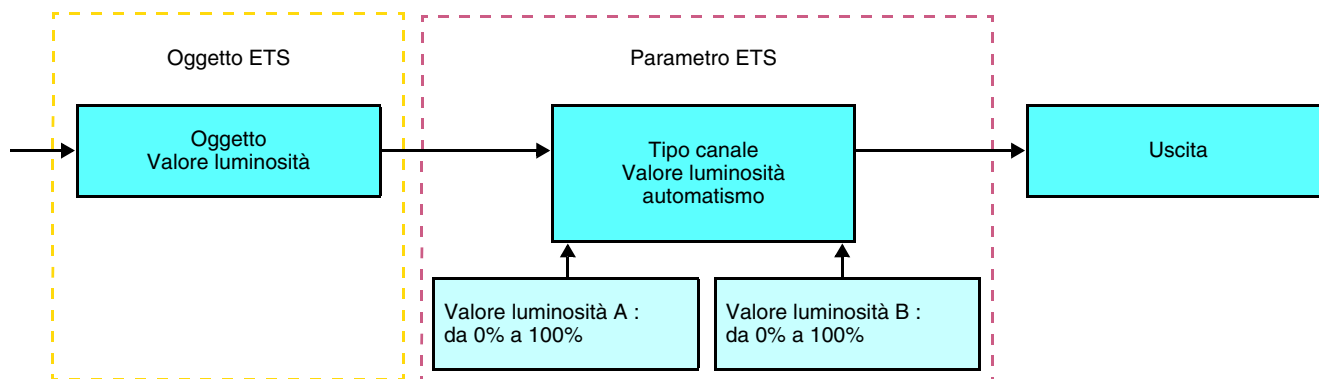 Oggetto ETS
Parametro ETS
Oggetto
Valore luminosità
Tipo canale
Valore luminosità
automatismo
Uscita
Valore luminosità A :
da 0% a 100%
Valore luminosità B :
da 0% a 100%